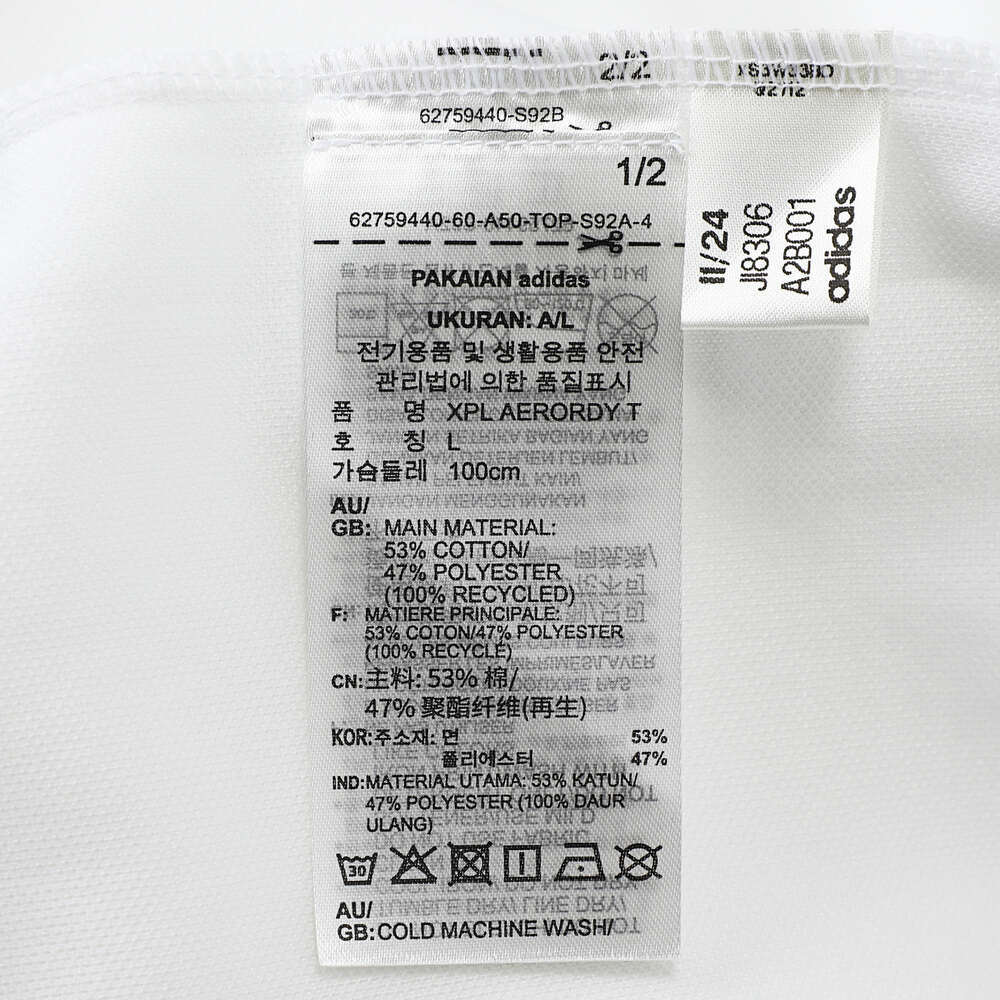 2/2
62759440-S92B
1/2
62759440-60-A50-TOP-S92A-4
PAKAIAN adidas
UKURAN: A/L
전기용품 및 생활용품 안전
관리법에 의한 품질표시
품 명 XPL AERORDY T
호 칭 L
가슴둘레 100cm
AU/
GB: MAIN MATERIAL:
53% COTTON/
47% POLYESTER
(100% RECYCLED)
F: MATIERE PRINCIPALE:
53% COTON/47% POLYESTER
(100% RECYCLÉ)
CN:主料: 53% 棉/
47% 聚酯纤维(再生)
KOR:주소재: 면 53%
폴리에스터 47%
IND:MATERIAL UTAMA: 53% KATUN/
47% POLYESTER (100% DAUR
ULANG)
30
AU/
GB:COLD MACHINE WASH/
11/24
JI8306
A2B001
adidas